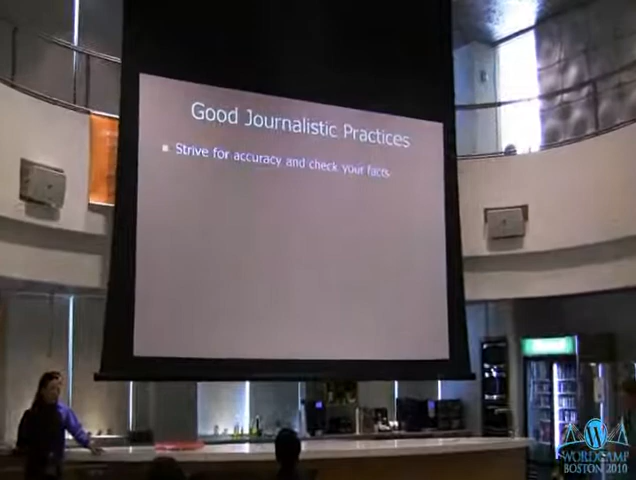 Good Journalistic Practices
Strive for accuracy and check your facts
WORDCAMP
BOSTON 2010